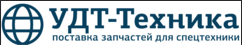 УДТ-Техника
поставка запчастей для спецтехники